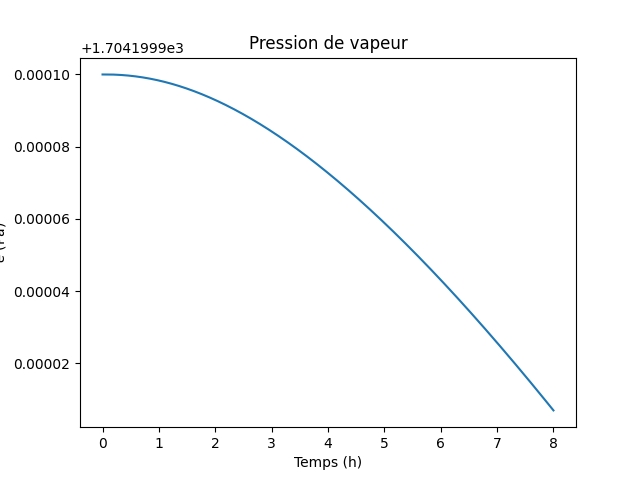 Pression de vapeur
+1.7041999e3
0.00010
0.00008
0.00006
0.00004
0.00002
0 1 2 3 4 5 6 7 8
Temps (h)